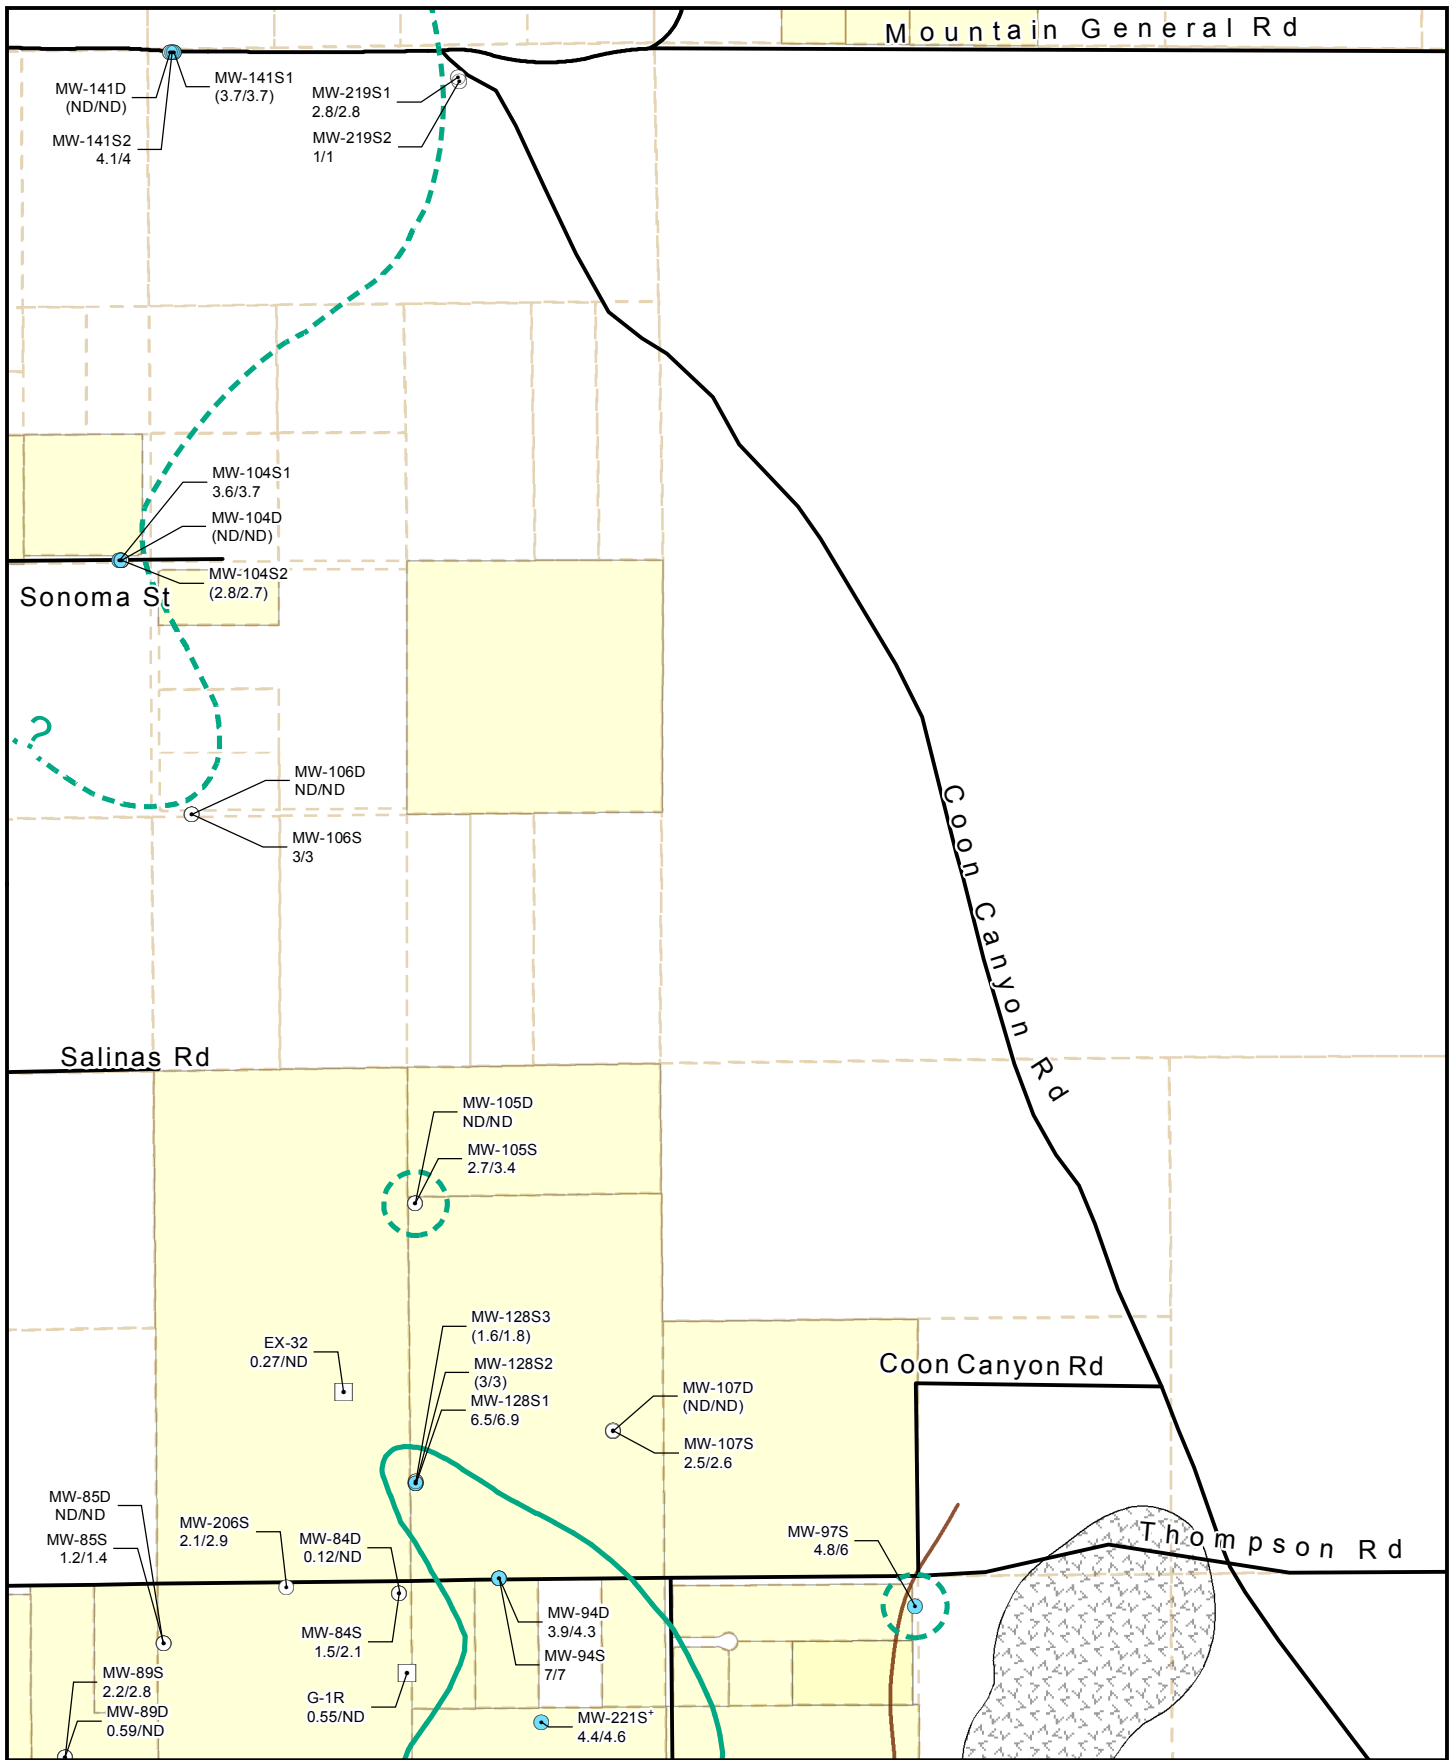 Mountain General Rd
MW-141D
(ND/ND)
MW-141S1
(3.7/3.7)
MW-141S2
4.1/4
MW-219S1
2.8/2.8
MW-219S2
1/1
MW-104S1
3.6/3.7
MW-104D
(ND/ND)
MW-104S2
(2.8/2.7)
Sonoma St
?
MW-106D
ND/ND
MW-106S
3/3
Coon Canyon Rd
Salinas Rd
MW-105D
ND/ND
MW-105S
2.7/3.4
MW-128S3
(1.6/1.8)
MW-128S2
(3/3)
MW-128S1
6.5/6.9
EX-32
0.27/ND
MW-107D
(ND/ND)
MW-107S
2.5/2.6
Coon Canyon Rd
MW-85D
ND/ND
MW-85S
1.2/1.4
MW-206S
2.1/2.9
MW-84D
0.12/ND
MW-97S
4.8/6
Thompson Rd
MW-84S
1.5/2.1
MW-94D
3.9/4.3
MW-94S
7/7
MW-89S
2.2/2.8
MW-89D
0.59/ND
G-1R
0.55/ND
MW-221S+
4.4/4.6